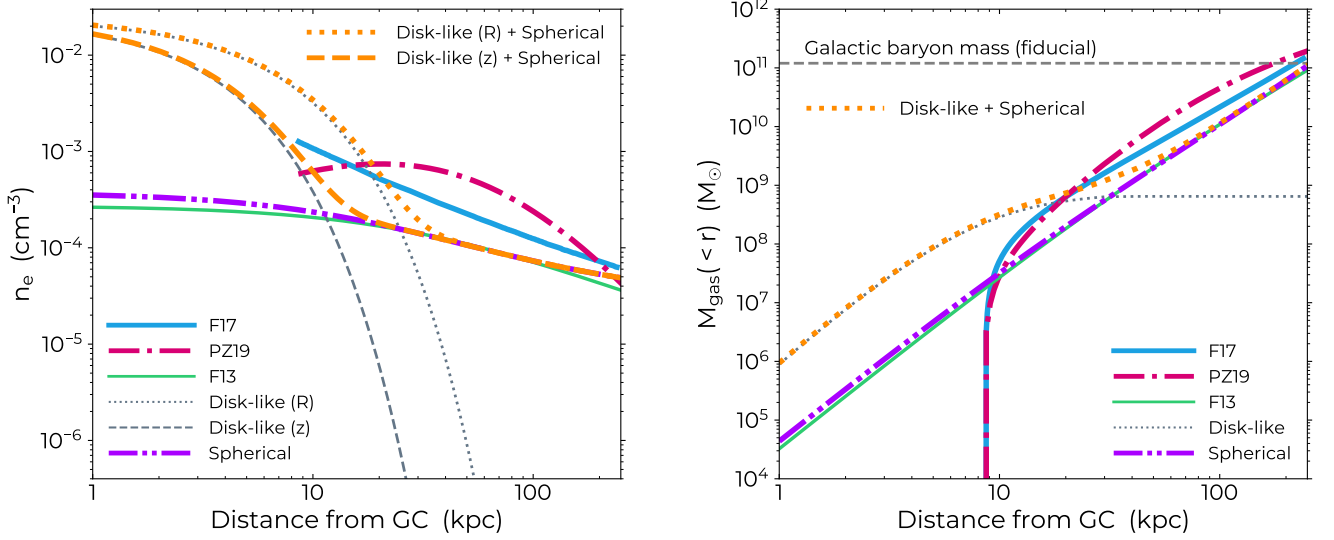 Disk-like (R) + Spherical
Disk-like (z) + Spherical
10⁻²
10⁻³
10⁻⁴
10⁻⁵
10⁻⁶
nₑ (cm⁻³)
F17
PZ19
F13
Disk-like (R)
Disk-like (z)
Spherical
1 10 100
Distance from GC (kpc)
10¹²
10¹¹
10¹⁰
10⁹
10⁸
10⁷
10⁶
10⁵
10⁴
M_gas(< r) (M_⊙)
Galactic baryon mass (fiducial)
Disk-like + Spherical
F17
PZ19
F13
Disk-like
Spherical
1 10 100
Distance from GC (kpc)